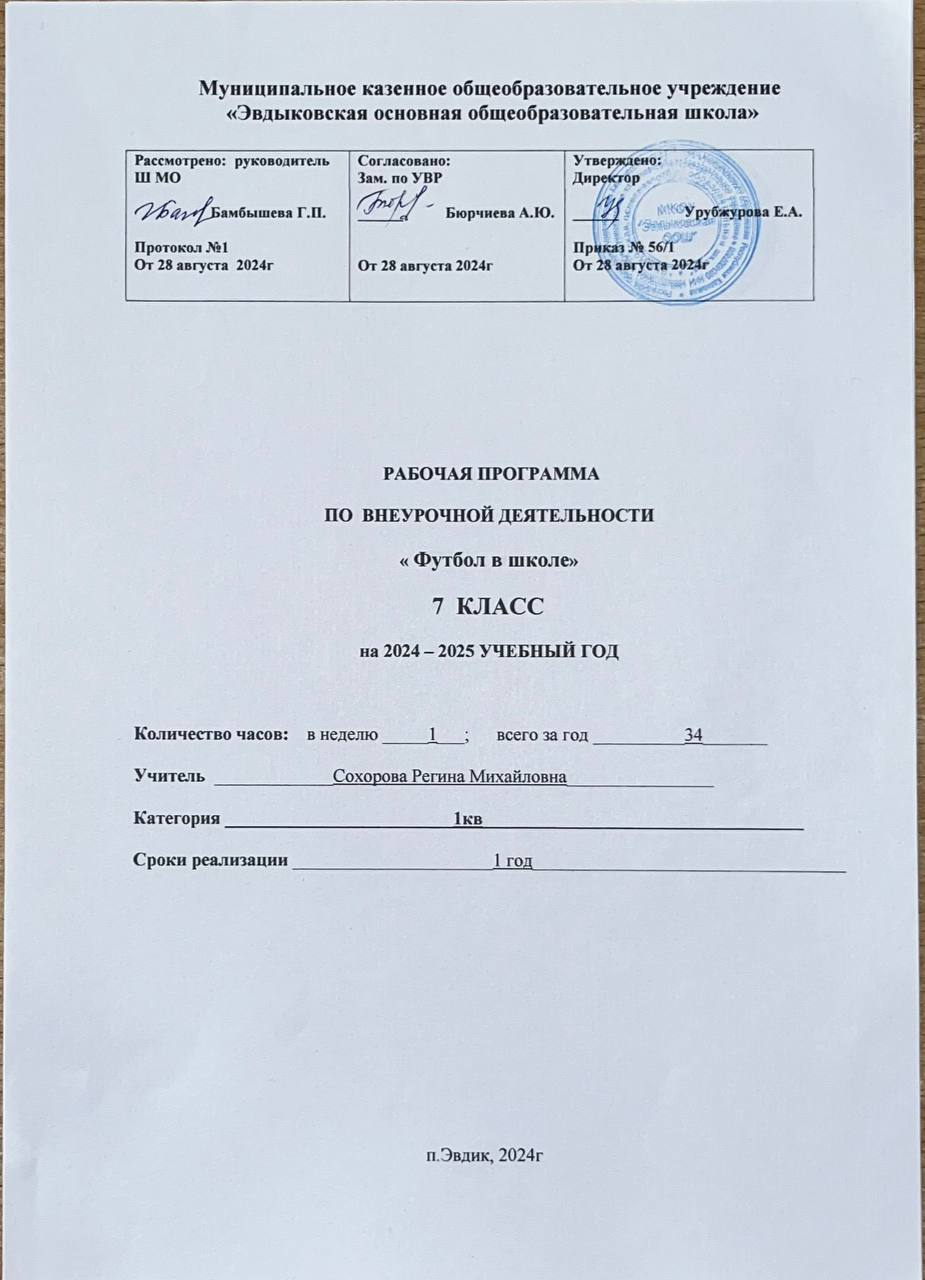 Муниципальное казенное общеобразовательное учреждение
«Эвдыковская основная общеобразовательная школа»
Рассмотрено: руководитель
Ш МО
Бамбышева Г.П.
Протокол №1
От 28 августа 2024г
Согласовано:
Зам. по УВР
Бюрчиева А.Ю.
От 28 августа 2024г
Утверждено:
Директор
Урубжурова Е.А.
Приказ № 56/1
От 28 августа 2024г
МКОУ
"Эвдыковская
ООШ"
РАБОЧАЯ ПРОГРАММА
ПО ВНЕУРОЧНОЙ ДЕЯТЕЛЬНОСТИ
« Футбол в школе»
7 КЛАСС
на 2024 – 2025 УЧЕБНЫЙ ГОД
Количество часов: в неделю 1 ; всего за год 34
Учитель Сохорова Регина Михайловна
Категория 1кв
Сроки реализации 1 год
п.Эвдик, 2024г